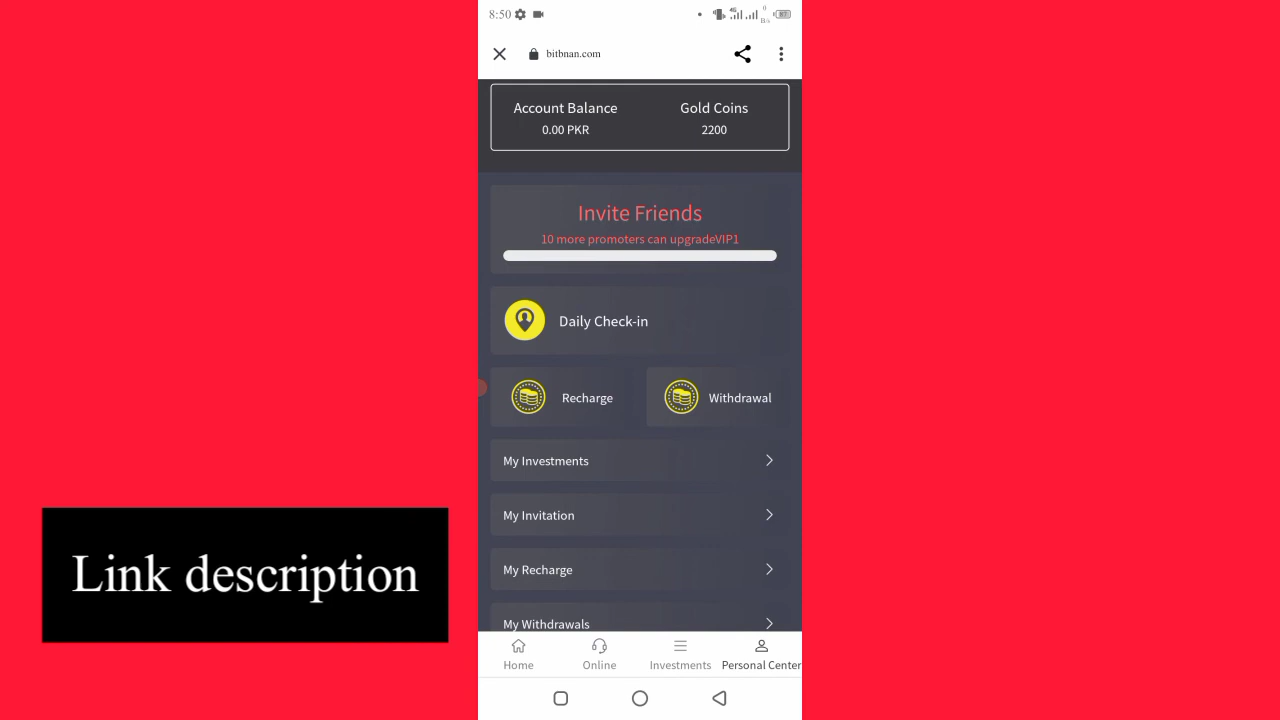 8:50
4G
0
B/s
bitbnan.com
Account Balance
Gold Coins
0.00 PKR
2200
Invite Friends
10 more promoters can upgradeVIP1
Daily Check-in
Recharge
Withdrawal
My Investments
My Invitation
My Recharge
My Withdrawals
Link description
Home
Online
Investments
Personal Center